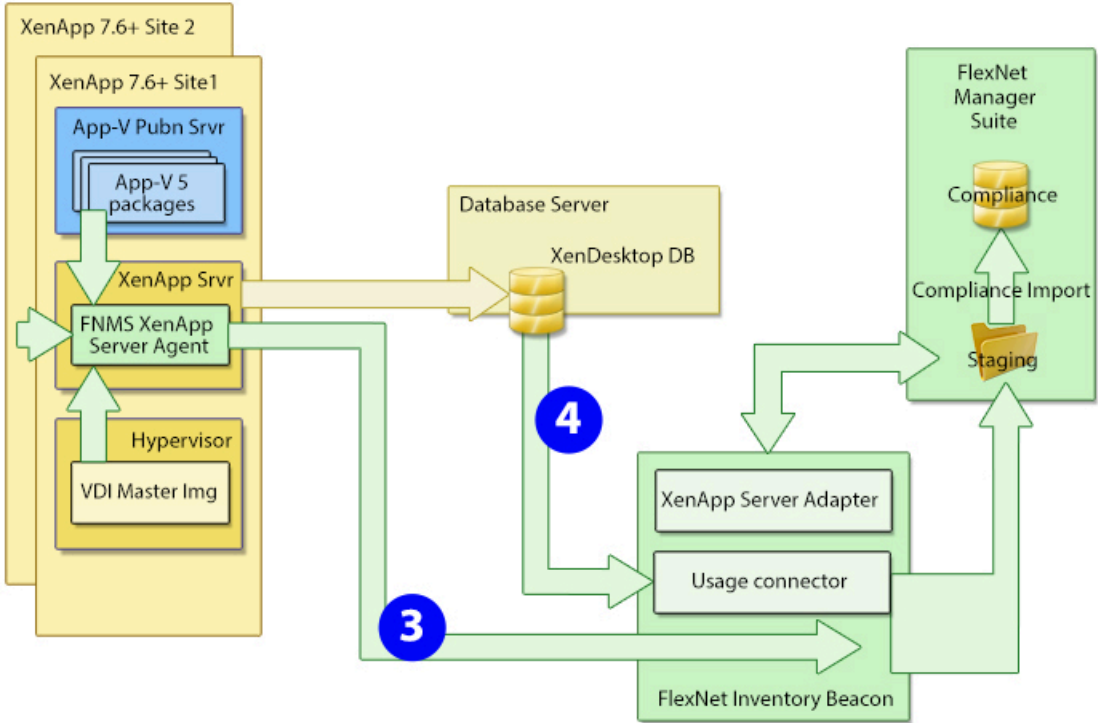 XenApp 7.6+ Site 2
XenApp 7.6+ Site1
App-V Pubn Srvr
App-V 5
packages
XenApp Srvr
FNMS XenApp
Server Agent
Hypervisor
VDI Master Img
Database Server
XenDesktop DB
4
3
FlexNet
Manager
Suite
Compliance
Compliance Import
Staging
XenApp Server Adapter
Usage connector
FlexNet Inventory Beacon